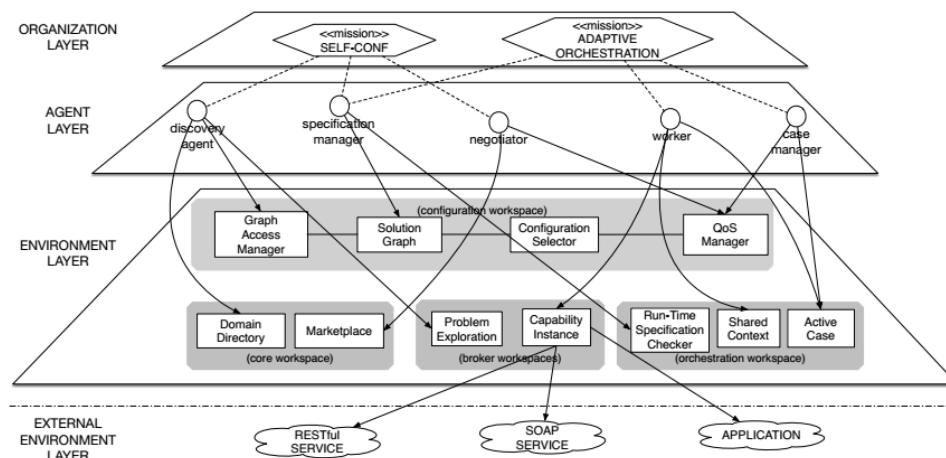 ORGANIZATION
LAYER
<<mission>>
SELF-CONF
<<mission>>
ADAPTIVE
ORCHESTRATION
AGENT
LAYER
discovery
agent
specification
manager
negotiator
worker
case
manager
ENVIRONMENT
LAYER
(configuration workspace)
Graph
Access
Manager
Solution
Graph
Configuration
Selector
QoS
Manager
Domain
Directory
Marketplace
(core workspace)
Problem
Exploration
Capability
Instance
(broker workspaces)
Run-Time
Specification
Checker
Shared
Context
Active
Case
(orchestration workspace)
EXTERNAL
ENVIRONMENT
LAYER
RESTful
SERVICE
SOAP
SERVICE
APPLICATION